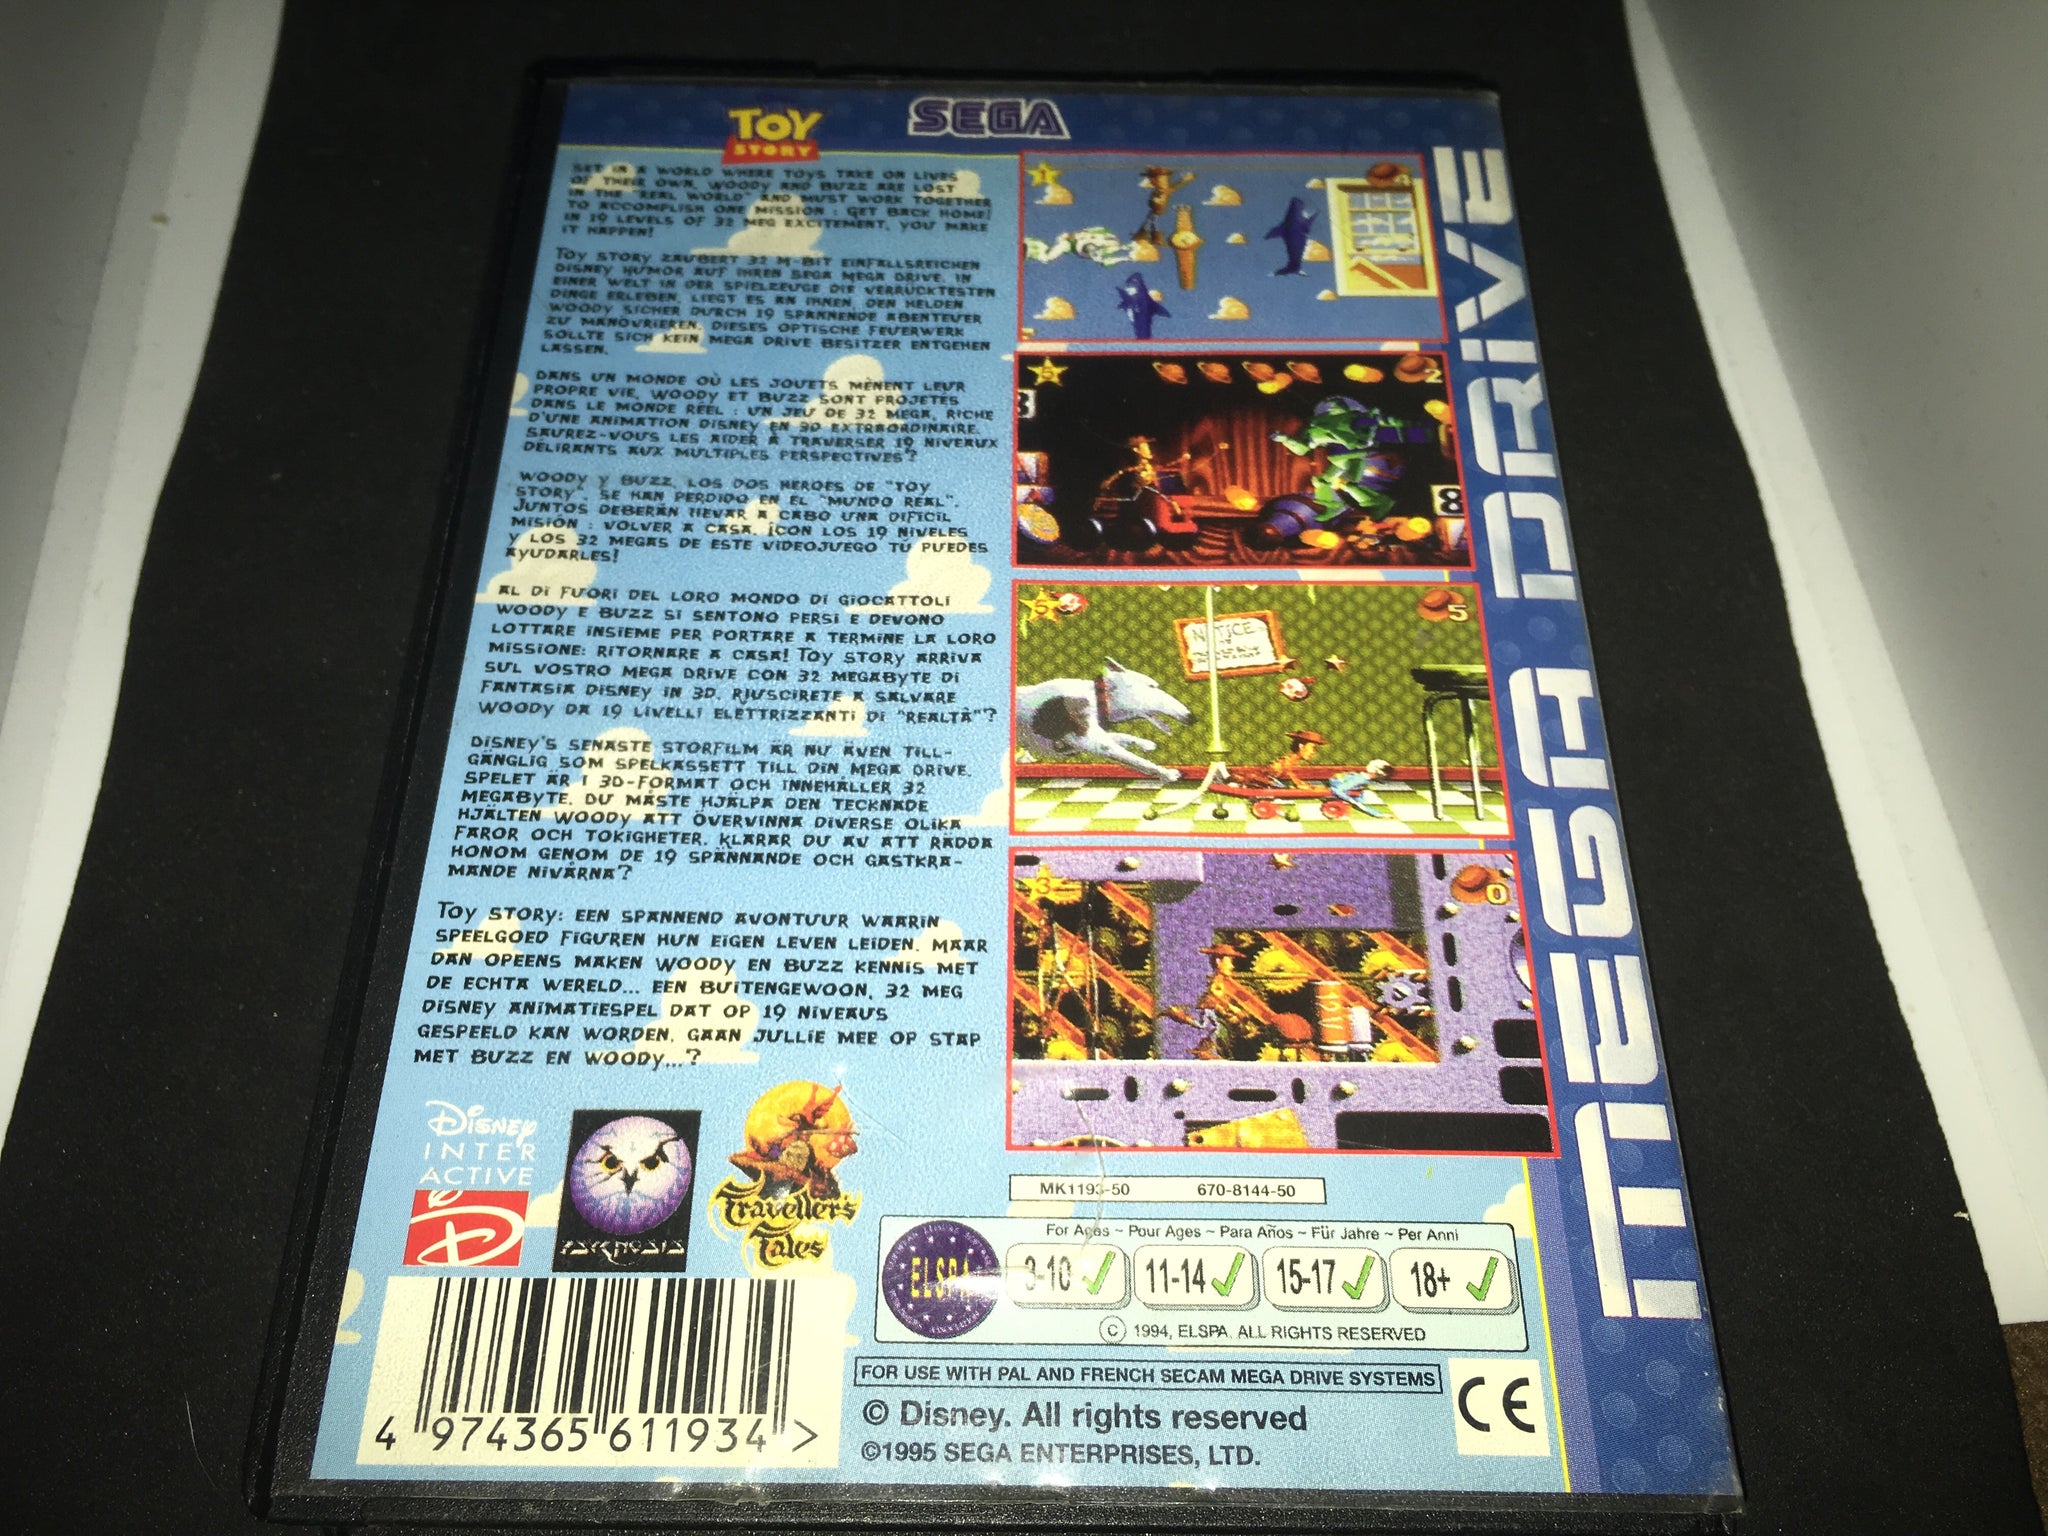 TOY
STORY
SEGA
SET IN A WORLD WHERE TOYS TAKE ON LIVES
OF THEIR OWN, WOODY AND BUZZ ARE LOST
IN THE "REAL WORLD" AND MUST WORK TOGETHER
TO ACCOMPLISH ONE MISSION : GET BACK HOME!
IN 19 LEVELS OF 32 MEG EXCITEMENT, YOU MAKE
IT HAPPEN!
TOY STORY ZAUBERT 32 M-BIT EINFALLSREICHEN
DISNEY HUMOR AUF IHREN SEGA MEGA DRIVE. IN
EINER WELT IN DER SPIELZEUGE DIE VERRÜCKTESTEN
DINGE ERLEBEN, LIEGT ES AN IHNEN, DEN HELDEN
WOODY SICHER DURCH 19 SPANNENDE ABENTEUER
ZU MANÖVRIEREN. DIESES OPTISCHE FEUERWERK
SOLLTE SICH KEIN MEGA DRIVE BESITZER ENTGEHEN
LASSEN.
DANS UN MONDE OÙ LES JOUETS MÈNENT LEUR
PROPRE VIE, WOODY ET BUZZ SONT PROJETÉS
DANS LE MONDE RÉEL : UN JEU DE 32 MEGA, RICHE
D'UNE ANIMATION DISNEY EN 3D EXTRAORDINAIRE.
SAUREZ-VOUS LES AIDER À TRAVERSER 19 NIVEAUX
DÉLIRANTS AUX MULTIPLES PERSPECTIVES?
WOODY Y BUZZ, LOS DOS HEROES DE "TOY
STORY", SE HAN PERDIDO EN EL "MUNDO REAL".
JUNTOS DEBERÁN LLEVAR A CABO UNA DIFÍCIL
MISIÓN : VOLVER A CASA. ¡CON LOS 19 NIVELES
Y LOS 32 MEGAS DE ESTE VIDEOJUEGO TÚ PUEDES
AYUDARLES!
AL DI FUORI DEL LORO MONDO DI GIOCATTOLI
WOODY E BUZZ SI SENTONO PERSI E DEVONO
LOTTARE INSIEME PER PORTARE A TERMINE LA LORO
MISSIONE: RITORNARE A CASA! TOY STORY ARRIVA
SUL VOSTRO MEGA DRIVE CON 32 MEGABYTE DI
FANTASIA DISNEY IN 3D. RIUSCIRETE A SALVARE
WOODY DA 19 LIVELLI ELETTRIZZANTI DI "REALTÀ"?
DISNEY'S SENASTE STORFILM ÄR NU ÄVEN TILL-
GÄNGLIG SOM SPELKASSETT TILL DIN MEGA DRIVE.
SPELET ÄR I 3D-FORMAT OCH INNEHÅLLER 32
MEGABYTE. DU MÅSTE HJÄLPA DEN TECKNADE
HJÄLTEN WOODY ATT ÖVERVINNA DIVERSE OLIKA
FAROR OCH TOKIGHETER. KLARAR DU AV ATT RÄDDA
HONOM GENOM DE 19 SPÄNNANDE OCH GASTKRA-
MANDE NIVÅRNA?
TOY STORY: EEN SPANNEND AVONTUUR WAARIN
SPEELGOED FIGUREN HUN EIGEN LEVEN LEIDEN. MAAR
DAN OPEENS MAKEN WOODY EN BUZZ KENNIS MET
DE ECHTA WERELD... EEN BUITENGEWOON, 32 MEG
DISNEY ANIMATIESPEL DAT OP 19 NIVEAUS
GESPEELD KAN WORDEN. GAAN JULLIE MEE OP STAP
MET BUZZ EN WOODY...?
1
4
5
2
8
5
NOTICE
5
3
0
MEGA DRIVE
Disney
INTER
ACTIVE
D
PSYGNOSIS
Traveller's
Tales
MK1193-50 670-8144-50
For Ages ~ Pour Ages ~ Para Años ~ Für Jahre ~ Per Anni
ELSPA
3-10 11-14 15-17 18+
© 1994, ELSPA. ALL RIGHTS RESERVED
FOR USE WITH PAL AND FRENCH SECAM MEGA DRIVE SYSTEMS
© Disney. All rights reserved
©1995 SEGA ENTERPRISES, LTD.
CE
4 974365 611934 >